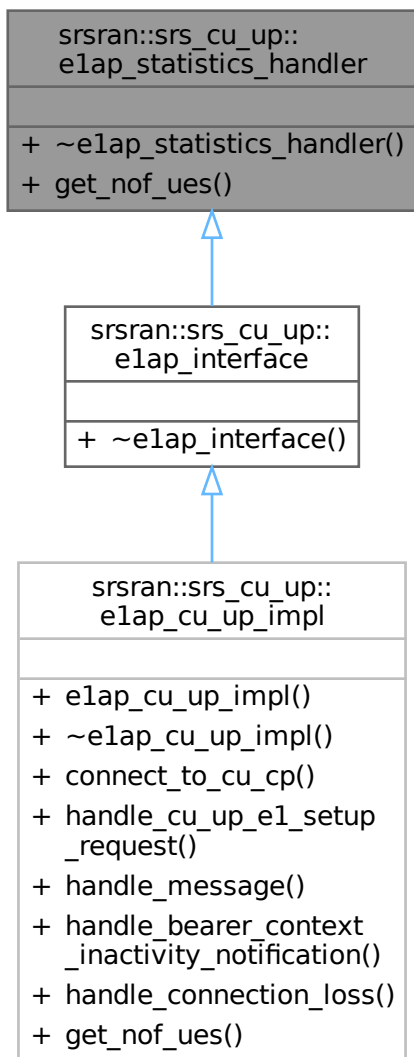 srsran::srs_cu_up::
e1ap_statistics_handler
+ ~e1ap_statistics_handler()
+ get_nof_ues()
srsran::srs_cu_up::
e1ap_interface
+ ~e1ap_interface()
srsran::srs_cu_up::
e1ap_cu_up_impl
+ e1ap_cu_up_impl()
+ ~e1ap_cu_up_impl()
+ connect_to_cu_cp()
+ handle_cu_up_e1_setup
_request()
+ handle_message()
+ handle_bearer_context
_inactivity_notification()
+ handle_connection_loss()
+ get_nof_ues()